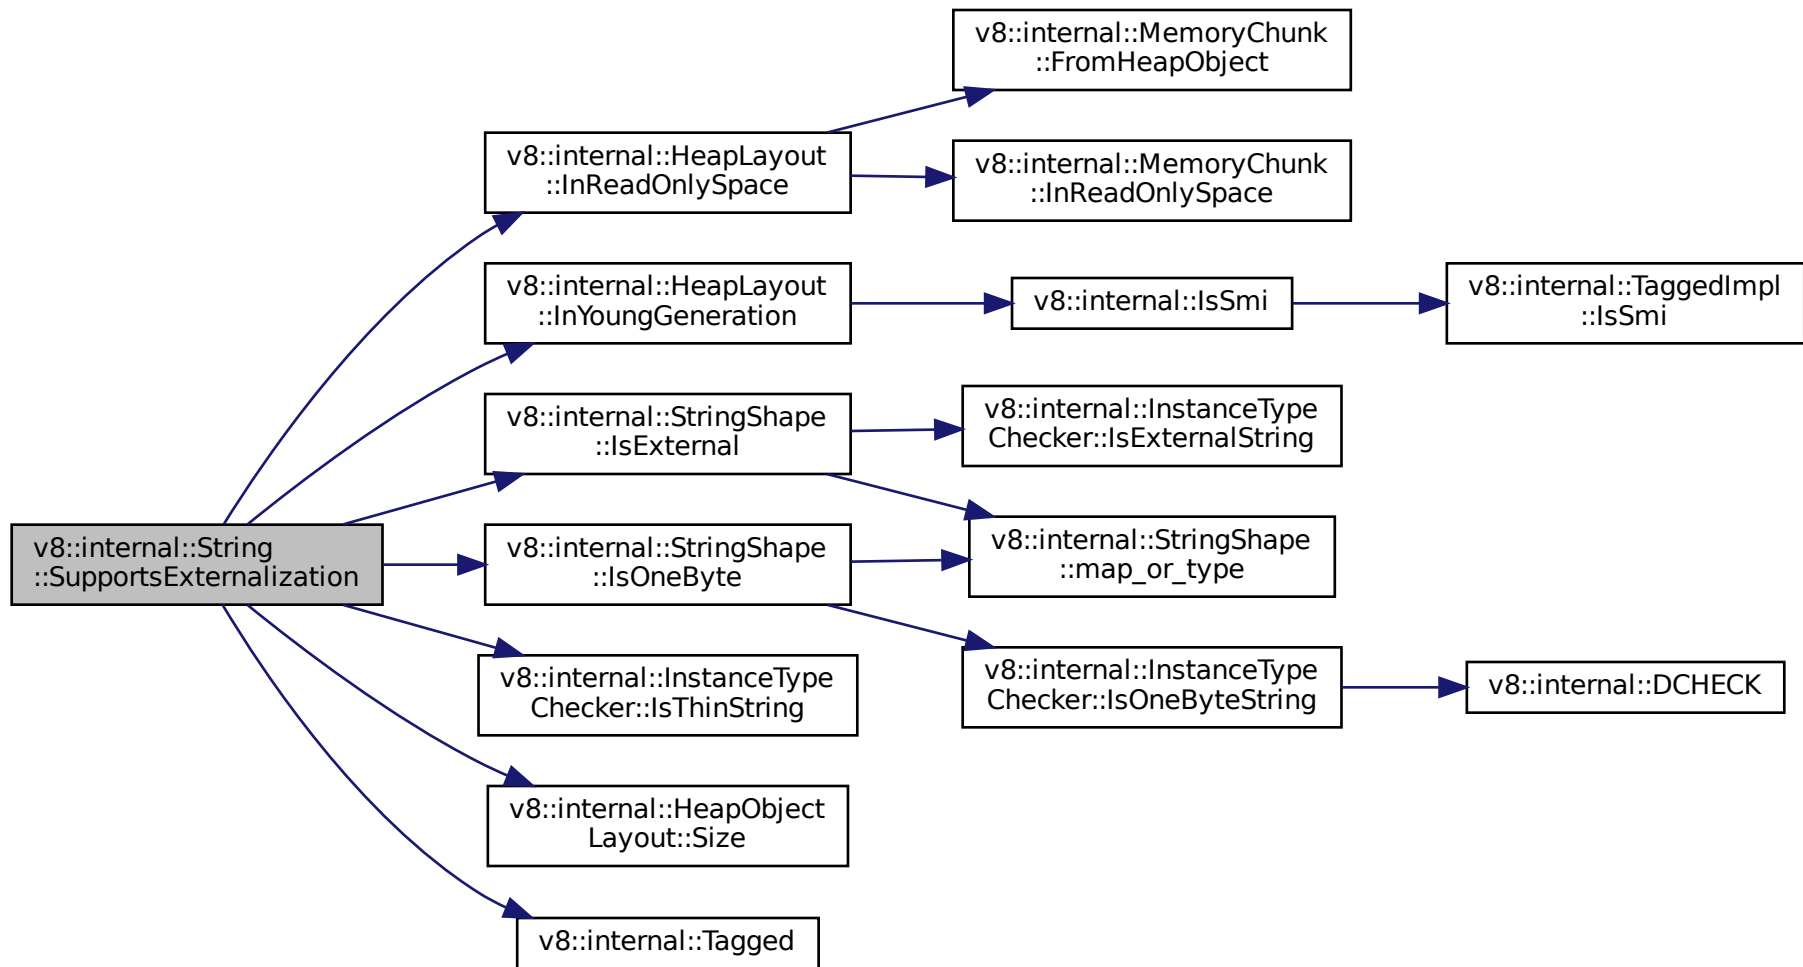 v8::internal::MemoryChunk
::FromHeapObject
v8::internal::HeapLayout
::InReadOnlySpace
v8::internal::MemoryChunk
::InReadOnlySpace
v8::internal::HeapLayout
::InYoungGeneration
v8::internal::IsSmi
v8::internal::TaggedImpl
::IsSmi
v8::internal::StringShape
::IsExternal
v8::internal::InstanceType
Checker::IsExternalString
v8::internal::String
::SupportsExternalization
v8::internal::StringShape
::IsOneByte
v8::internal::StringShape
::map_or_type
v8::internal::InstanceType
Checker::IsThinString
v8::internal::InstanceType
Checker::IsOneByteString
v8::internal::DCHECK
v8::internal::HeapObject
Layout::Size
v8::internal::Tagged